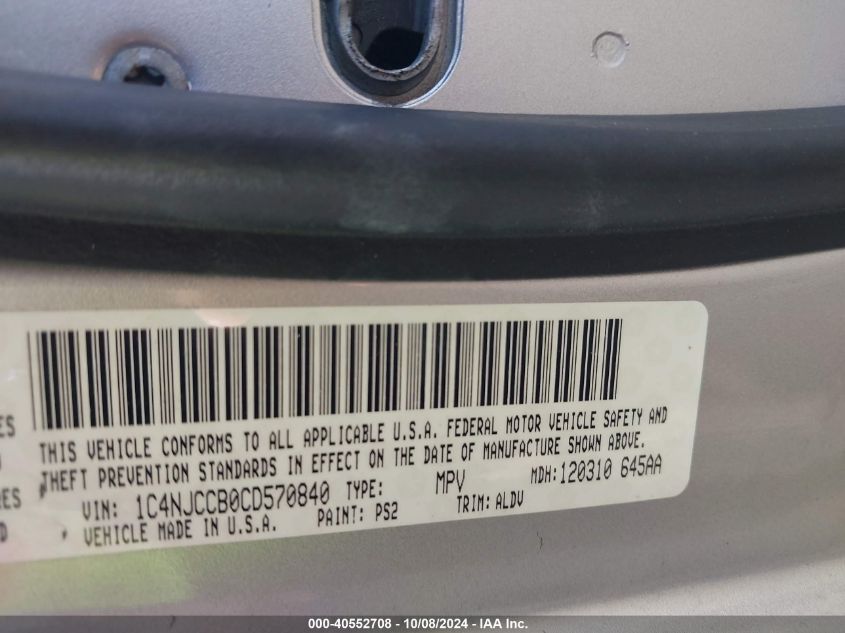 ES
THIS VEHICLE CONFORMS TO ALL APPLICABLE U.S.A. FEDERAL MOTOR VEHICLE SAFETY AND
THEFT PREVENTION STANDARDS IN EFFECT ON THE DATE OF MANUFACTURE SHOWN ABOVE.
RES
VIN: 1C4NJCCB0CD570840 TYPE: MPV MDH:120310 645AA
D
VEHICLE MADE IN U.S.A. PAINT: PS2 TRIM: ALDV
000-40552708 - 10/08/2024 - IAA Inc.